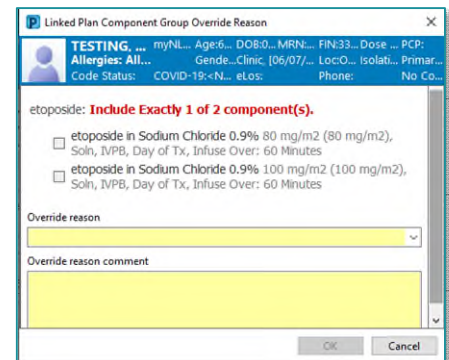 Linked Plan Component Group Override Reason
TESTING, ... myNL... Age:6... DOB:0... MRN:... FIN:33... Dose ... PCP:
Allergies: All... Gende... Clinic, [06/07/... Loc:O... Isolati... Primar...
Code Status: COVID-19:<N... eLos: Phone: No Co...
etoposide: Include Exactly 1 of 2 component(s).
etoposide in Sodium Chloride 0.9% 80 mg/m2 (80 mg/m2),
Soln, IVPB, Day of Tx, Infuse Over: 60 Minutes
etoposide in Sodium Chloride 0.9% 100 mg/m2 (100 mg/m2),
Soln, IVPB, Day of Tx, Infuse Over: 60 Minutes
Override reason
Override reason comment
OK Cancel